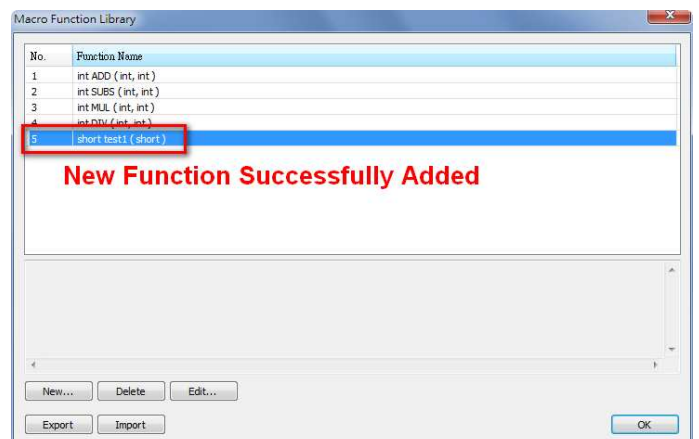 Macro Function Library
No. Function Name
1 int ADD ( int, int )
2 int SUBS ( int, int )
3 int MUL ( int, int )
4 int DIV ( int, int )
5 short test1 ( short )
New Function Successfully Added
New... Delete Edit...
Export Import OK